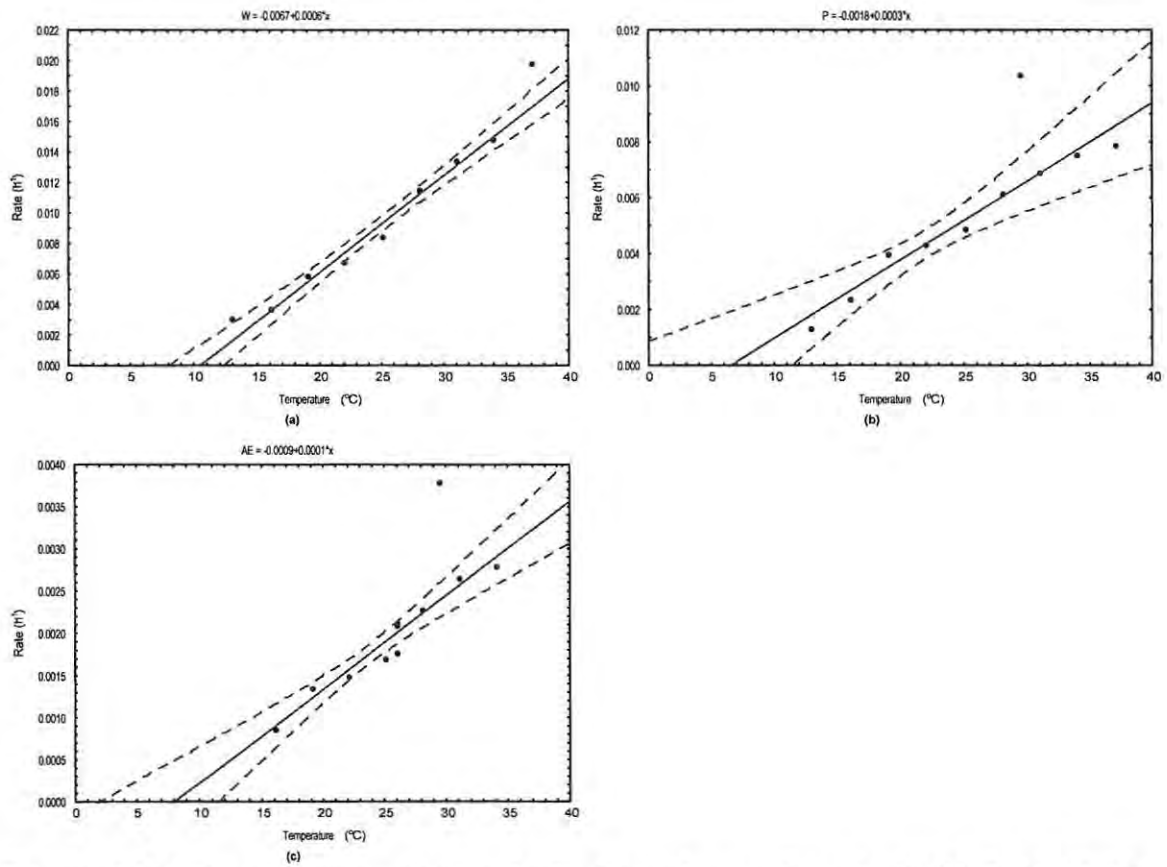 W = -0.0067+0.0006*x
0.022
0.020
0.018
0.016
0.014
0.012
0.010
0.008
0.006
0.004
0.002
0.000
Rate (h¹)
0 5 10 15 20 25 30 35 40
Temperature (°C)
(a)
P = -0.0018+0.0003*x
0.012
0.010
0.008
0.006
0.004
0.002
0.000
Rate (h¹)
0 5 10 15 20 25 30 35 40
Temperature (°C)
(b)
AE = -0.0009+0.0001*x
0.0040
0.0035
0.0030
0.0025
0.0020
0.0015
0.0010
0.0005
0.0000
Rate (h¹)
0 5 10 15 20 25 30 35 40
Temperature (°C)
(c)